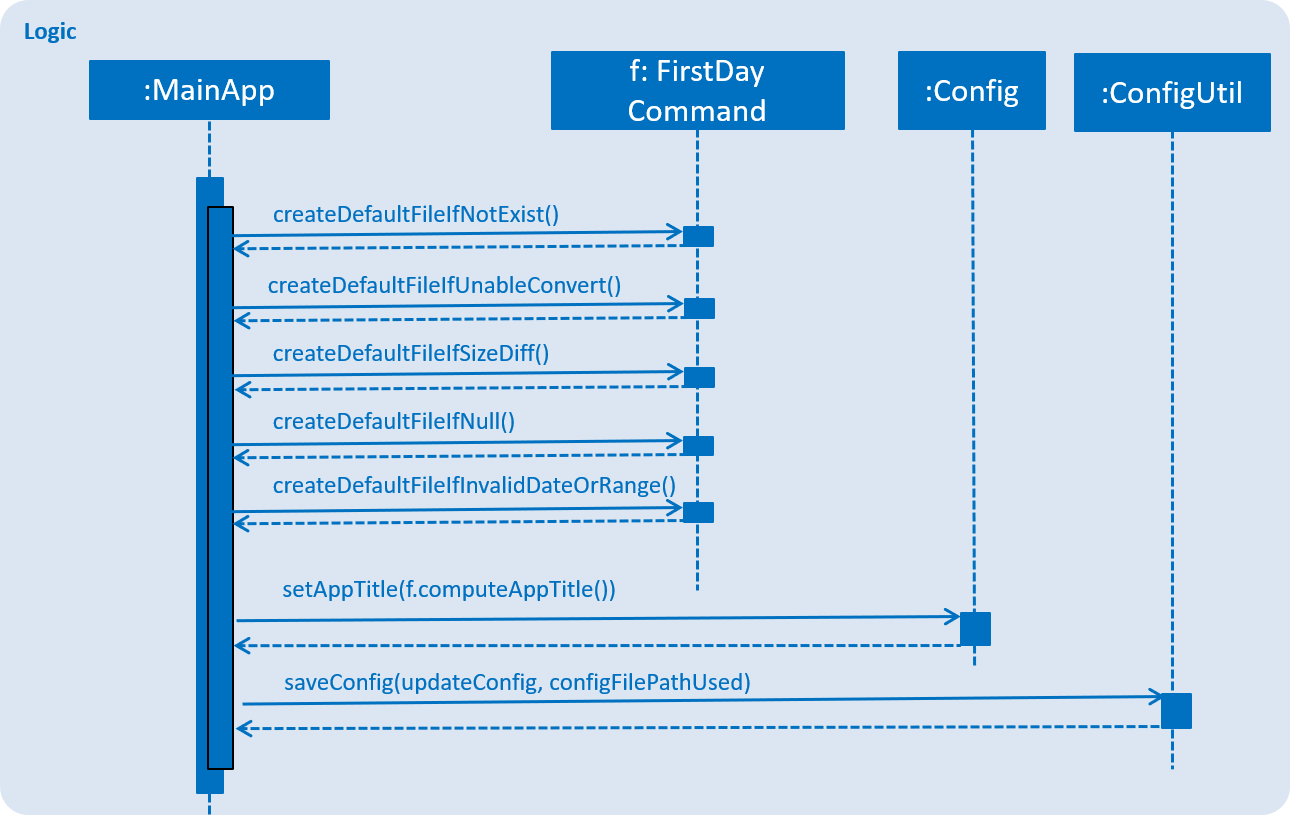 Logic
:MainApp
f: FirstDay
Command
:Config
:ConfigUtil
createDefaultFileIfNotExist()
createDefaultFileIfUnableConvert()
createDefaultFileIfSizeDiff()
createDefaultFileIfNull()
createDefaultFileIfInvalidDateOrRange()
setAppTitle(f.computeAppTitle())
saveConfig(updateConfig, configFilePathUsed)